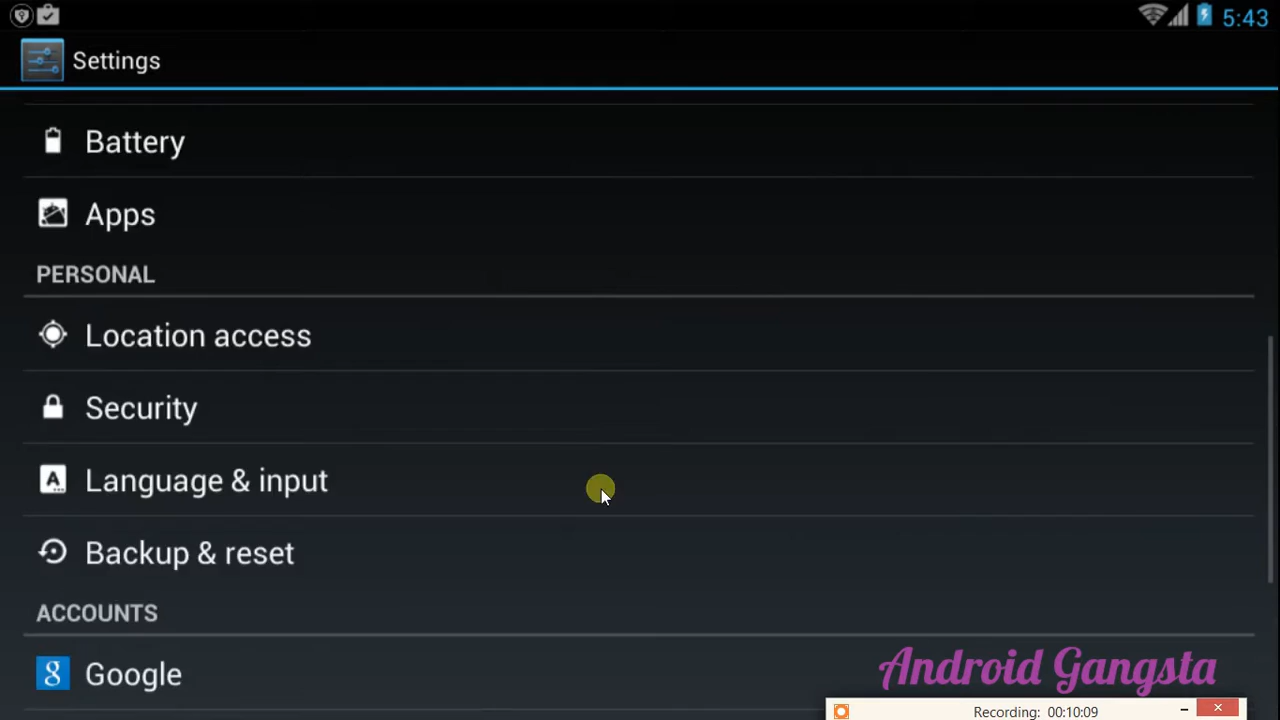 5:43
Settings
Battery
Apps
PERSONAL
Location access
Security
A
Language & input
Backup & reset
ACCOUNTS
g
Google
Android Gangsta
Recording: 00:10:09